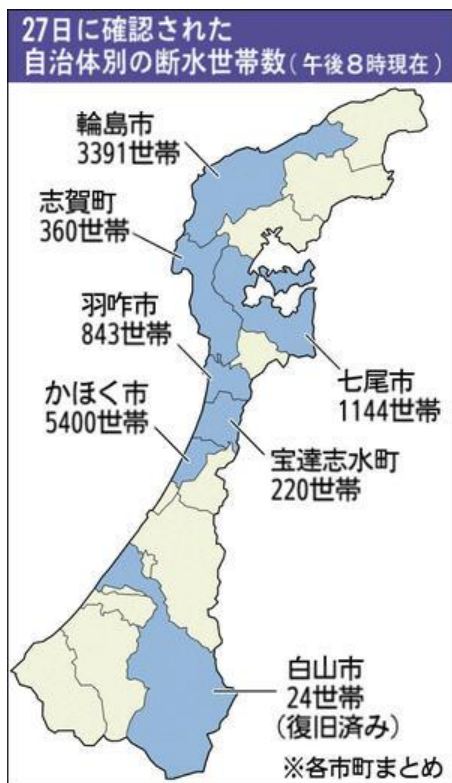 27日に確認された
自治体別の断水世帯数(午後8時現在)
輪島市
3391世帯
志賀町
360世帯
羽咋市
843世帯
かほく市
5400世帯
七尾市
1144世帯
宝達志水町
220世帯
白山市
24世帯
(復旧済み)
※各市町まとめ